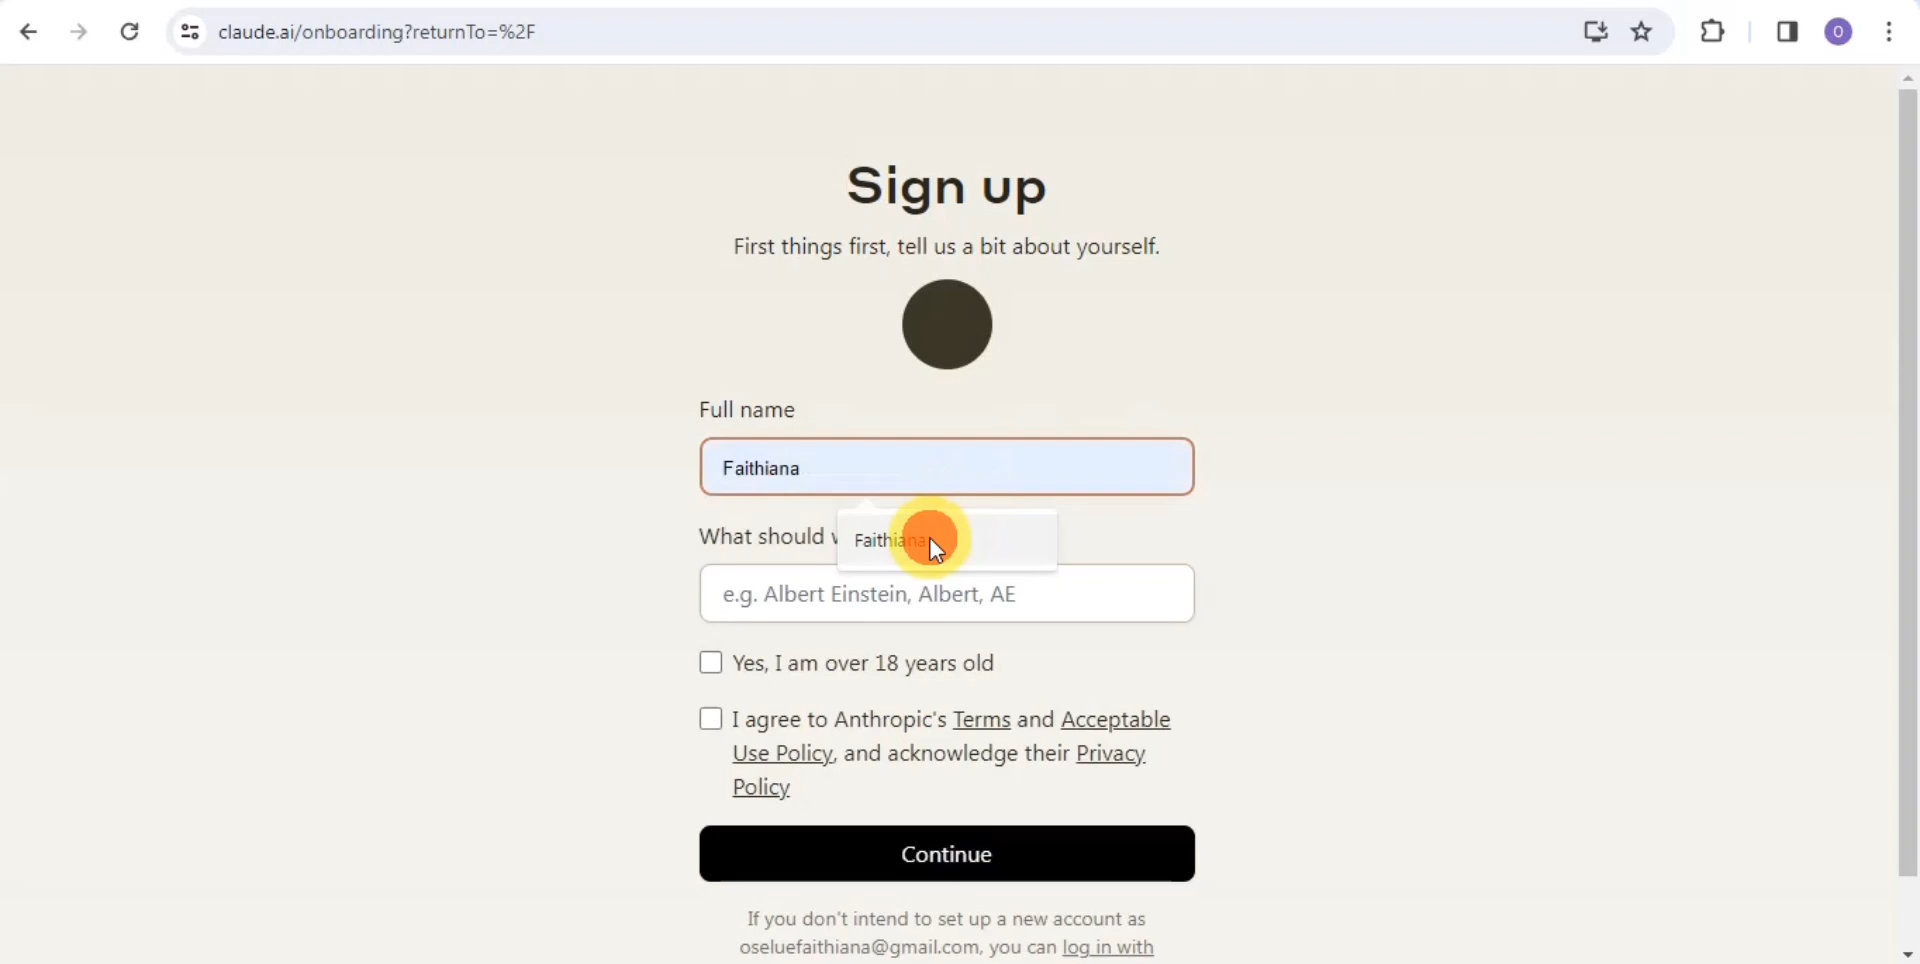 claude.ai/onboarding?returnTo=%2F
O
Sign up
First things first, tell us a bit about yourself.
Full name
Faithiana
What should
Faithiana
e.g. Albert Einstein, Albert, AE
Yes, I am over 18 years old
I agree to Anthropic's Terms and Acceptable
Use Policy, and acknowledge their Privacy
Policy
Continue
If you don't intend to set up a new account as
oseluefaithiana@gmail.com, you can log in with